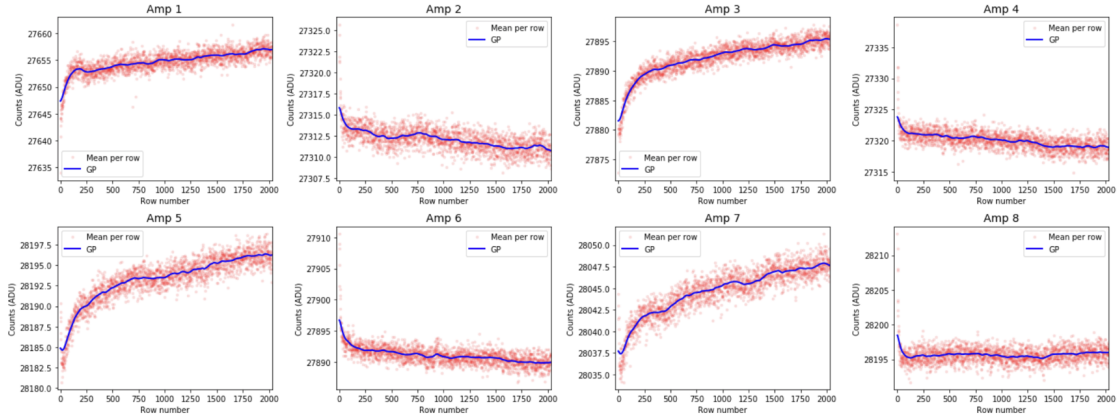 Amp 1
Counts (ADU)
27660
27655
27650
27645
27640
27635
Mean per row
GP
0 250 500 750 1000 1250 1500 1750 2000
Row number
Amp 2
Counts (ADU)
27325.0
27322.5
27320.0
27317.5
27315.0
27312.5
27310.0
27307.5
Mean per row
GP
0 250 500 750 1000 1250 1500 1750 2000
Row number
Amp 3
Counts (ADU)
27895
27890
27885
27880
27875
Mean per row
GP
0 250 500 750 1000 1250 1500 1750 2000
Row number
Amp 4
Counts (ADU)
27335
27330
27325
27320
27315
Mean per row
GP
0 250 500 750 1000 1250 1500 1750 2000
Row number
Amp 5
Counts (ADU)
28197.5
28195.0
28192.5
28190.0
28187.5
28185.0
28182.5
28180.0
Mean per row
GP
0 250 500 750 1000 1250 1500 1750 2000
Row number
Amp 6
Counts (ADU)
27910
27905
27900
27895
27890
Mean per row
GP
0 250 500 750 1000 1250 1500 1750 2000
Row number
Amp 7
Counts (ADU)
28050.0
28047.5
28045.0
28042.5
28040.0
28037.5
28035.0
Mean per row
GP
0 250 500 750 1000 1250 1500 1750 2000
Row number
Amp 8
Counts (ADU)
28210
28205
28200
28195
Mean per row
GP
0 250 500 750 1000 1250 1500 1750 2000
Row number